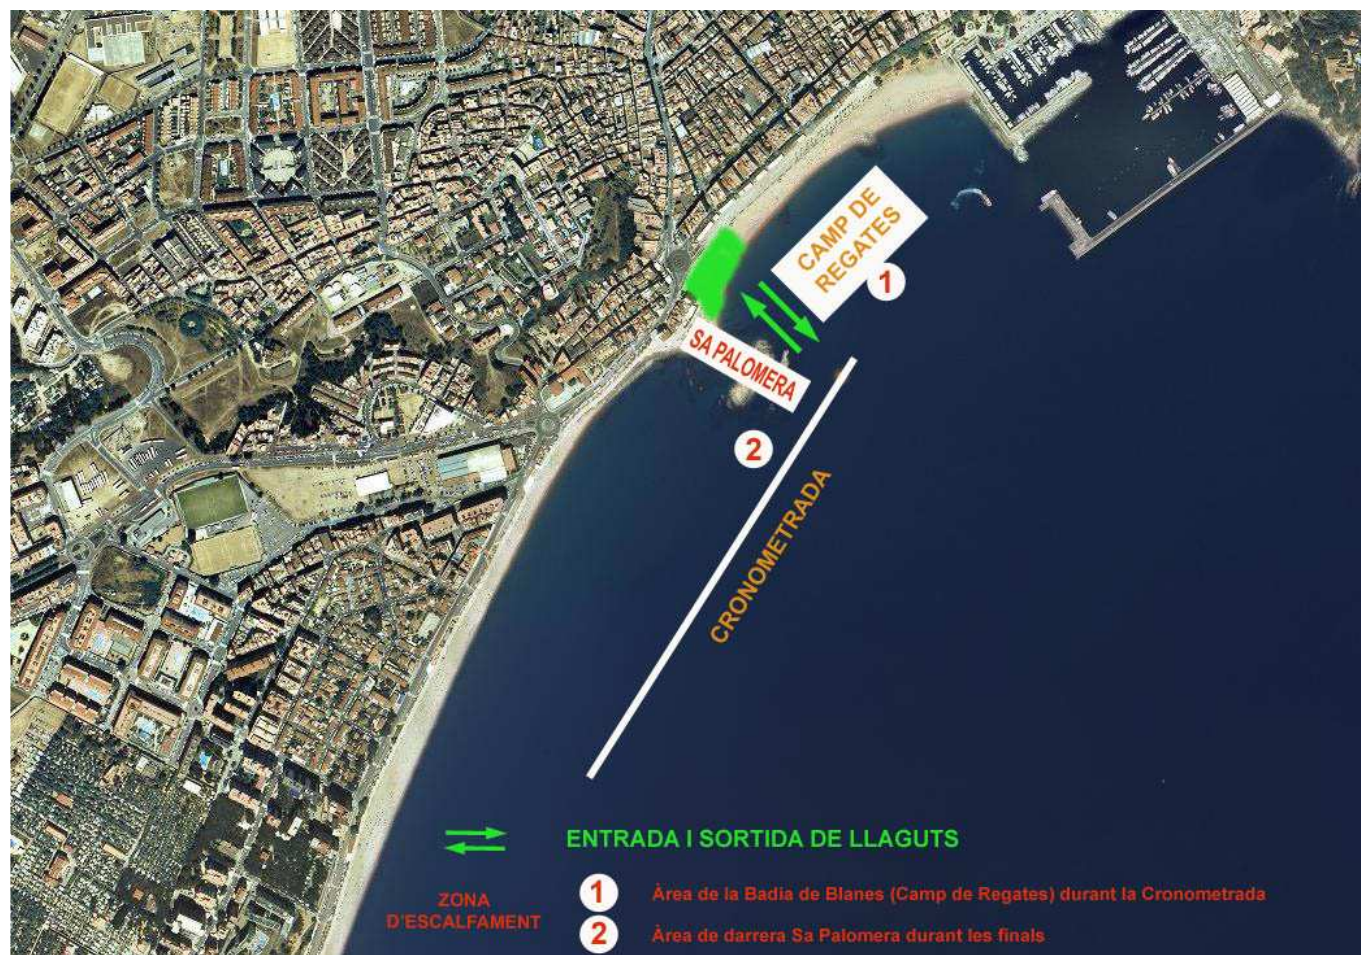 CAMP DE
REGATES
1
SA PALOMERA
2
CRONOMETRADA
ENTRADA I SORTIDA DE LLAGUTS
ZONA
D'ESCALFAMENT
1 Àrea de la Badia de Blanes (Camp de Regates) durant la Cronometrada
2 Àrea de darrera Sa Palomera durant les finals